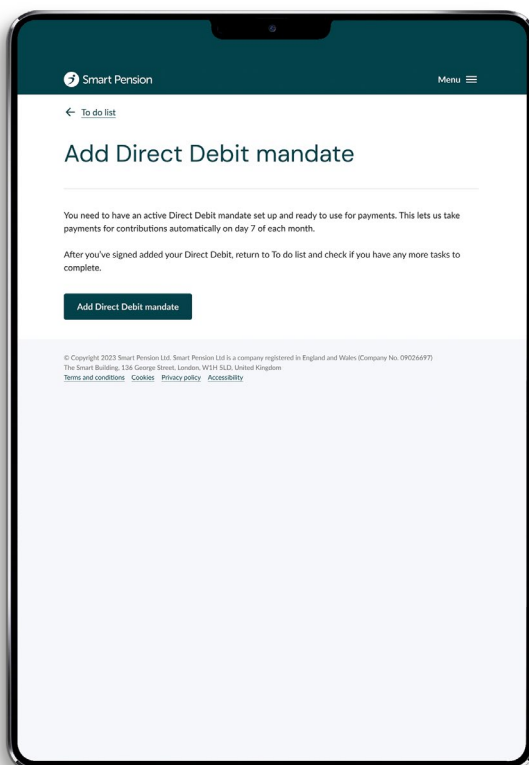 Smart Pension
Menu
To do list
Add Direct Debit mandate
You need to have an active Direct Debit mandate set up and ready to use for payments. This lets us take
payments for contributions automatically on day 7 of each month.
After you've signed added your Direct Debit, return to To do list and check if you have any more tasks to
complete.
Add Direct Debit mandate
© Copyright 2023 Smart Pension Ltd. Smart Pension Ltd is a company registered in England and Wales (Company No. 09026697)
The Smart Building, 136 George Street, London, W1H 5LD, United Kingdom
Terms and conditions Cookies Privacy policy Accessibility